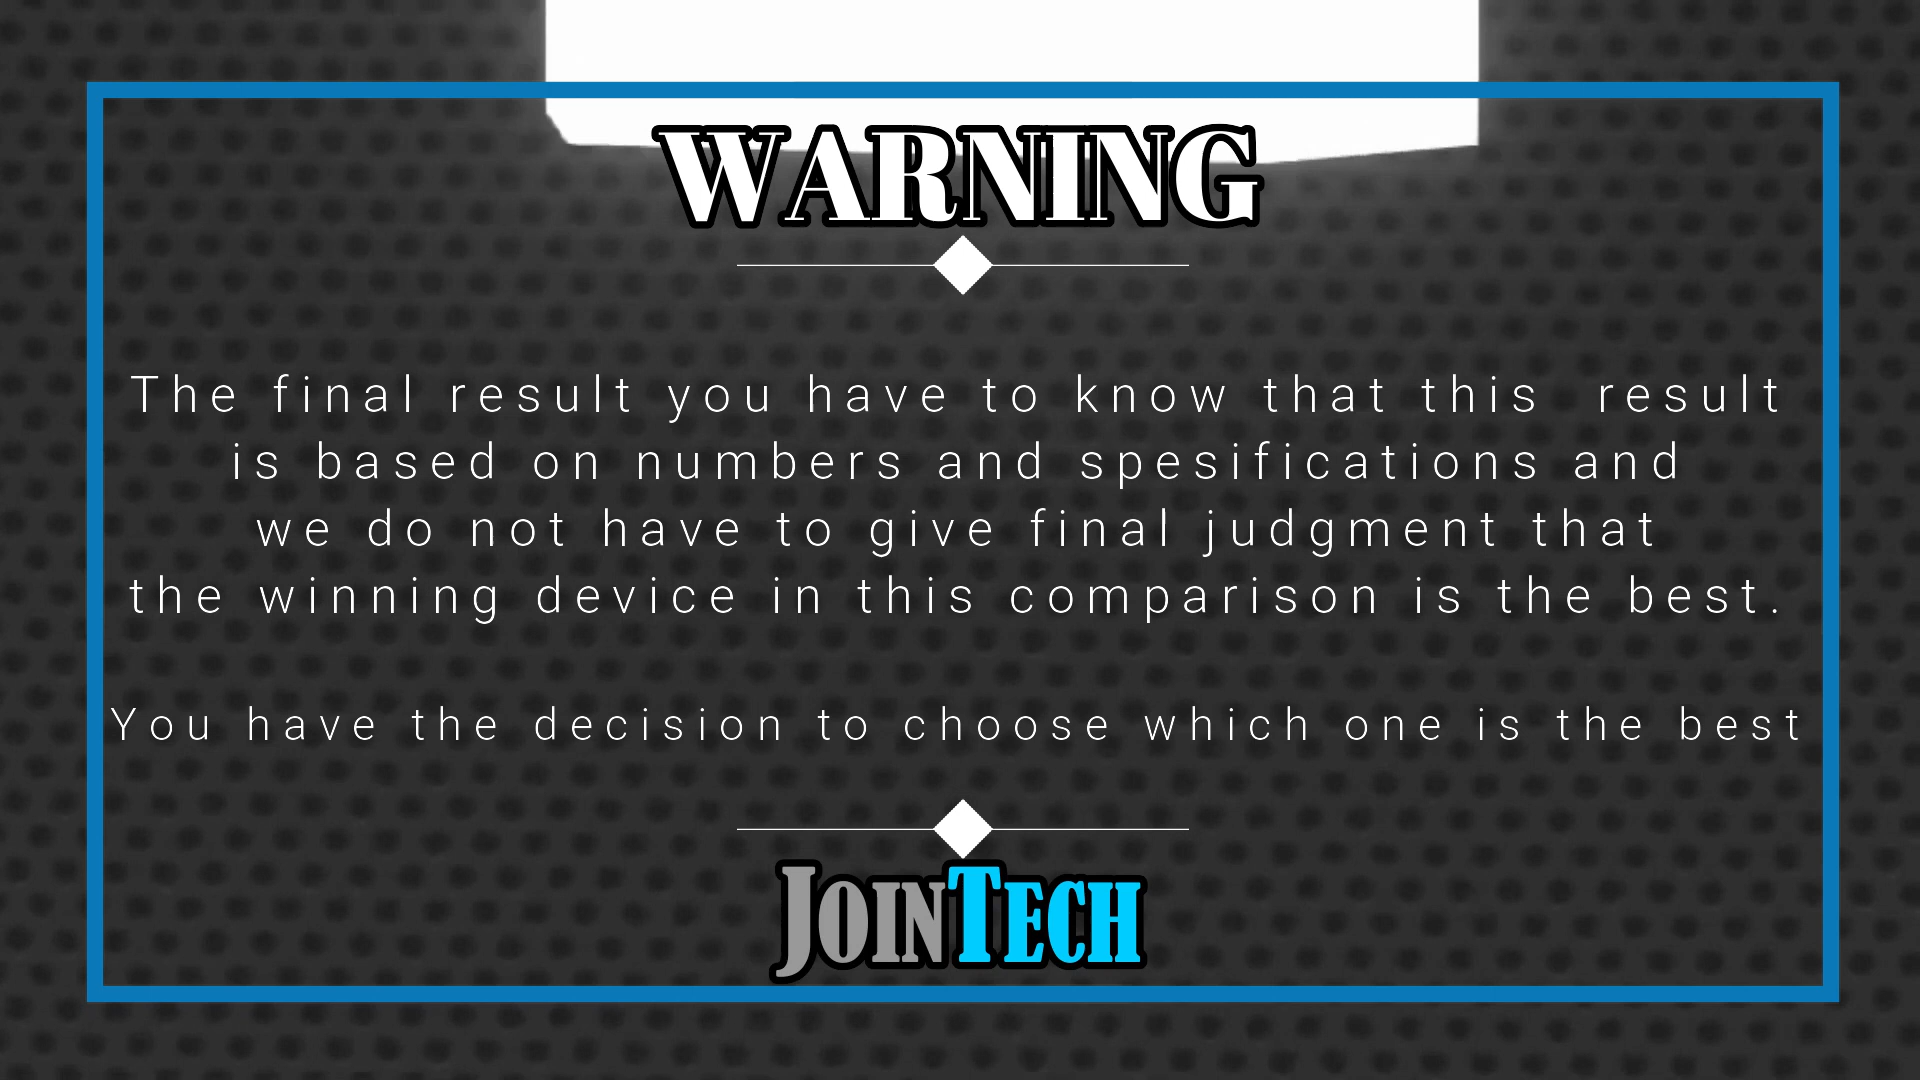 WARNING
The final result you have to know that this result
is based on numbers and spesifications and
we do not have to give final judgment that
the winning device in this comparison is the best.
You have the decision to choose which one is the best
JOINTECH